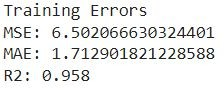 Training Errors
MSE: 6.502066630324401
MAE: 1.712901821228588
R2: 0.958